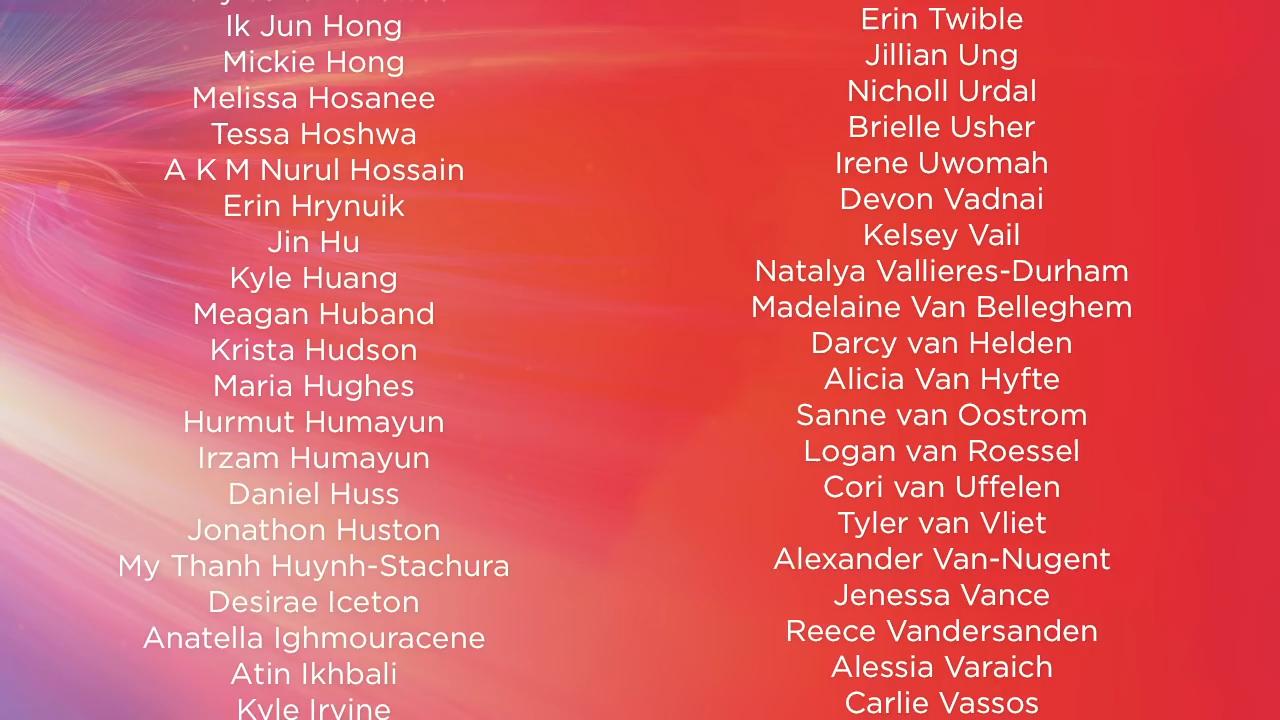 Ik Jun Hong
Mickie Hong
Melissa Hosanee
Tessa Hoshwa
A K M Nurul Hossain
Erin Hrynuik
Jin Hu
Kyle Huang
Meagan Huband
Krista Hudson
Maria Hughes
Hurmut Humayun
Irzam Humayun
Daniel Huss
Jonathon Huston
My Thanh Huynh-Stachura
Desirae Iceton
Anatella Ighmouracene
Atin Ikhbali
Kyle Irvine
Erin Twible
Jillian Ung
Nicholl Urdal
Brielle Usher
Irene Uwomah
Devon Vadnai
Kelsey Vail
Natalya Vallieres-Durham
Madelaine Van Belleghem
Darcy van Helden
Alicia Van Hyfte
Sanne van Oostrom
Logan van Roessel
Cori van Uffelen
Tyler van Vliet
Alexander Van-Nugent
Jenessa Vance
Reece Vandersanden
Alessia Varaich
Carlie Vassos